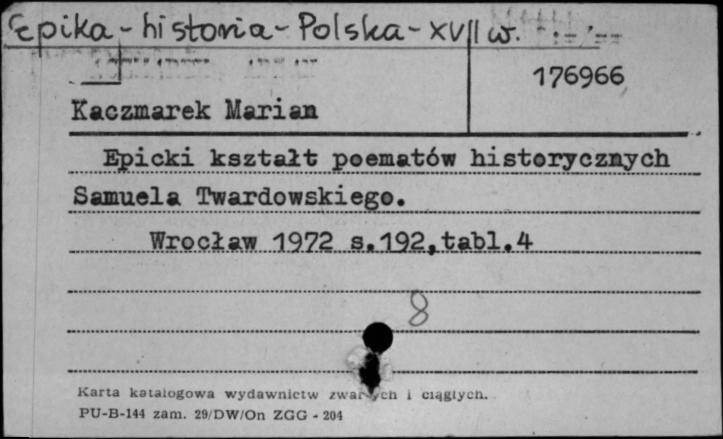 Epika - historia - Polska - XVII w.
176966
Kaczmarek Marian
Epicki kształt poematów historycznych
Samuela Twardowskiego.
Wrocław 1972 s.192,tabl.4
8
Karta katalogowa wydawnictw zwartych i ciągłych.
PU-B-144 zam. 29/DW/On ZGG - 204